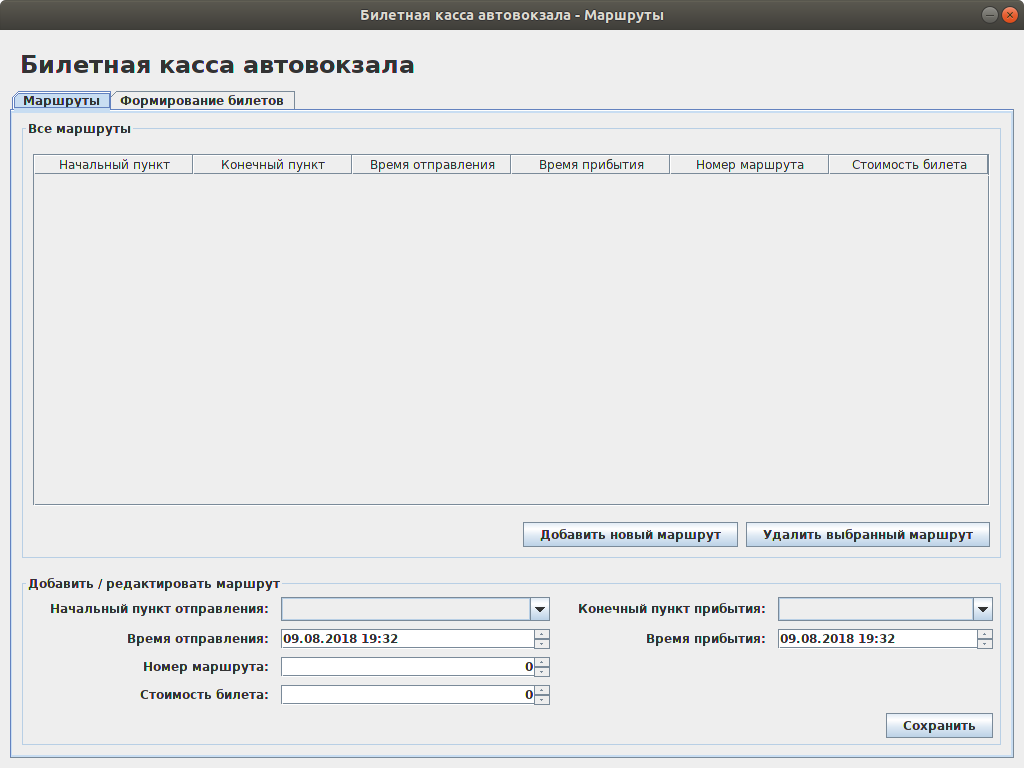 Билетная касса автовокзала - Маршруты
Билетная касса автовокзала
Маршруты Формирование билетов
Все маршруты
Начальный пункт Конечный пункт Время отправления Время прибытия Номер маршрута Стоимость билета
Добавить новый маршрут Удалить выбранный маршрут
Добавить / редактировать маршрут
Начальный пункт отправления: Конечный пункт прибытия:
Время отправления: 09.08.2018 19:32 Время прибытия: 09.08.2018 19:32
Номер маршрута: 0
Стоимость билета: 0
Сохранить